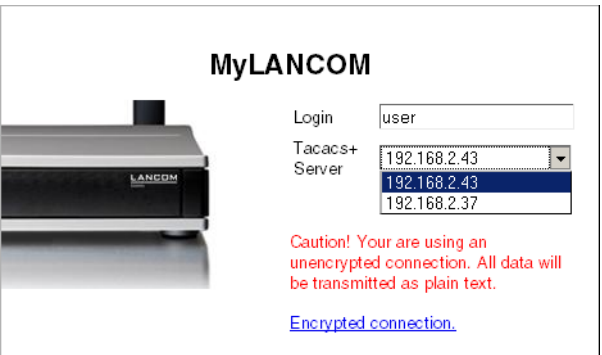 MyLANCOM
Login user
Tacacs+
Server 192.168.2.43
192.168.2.43
192.168.2.37
LANCOM
Caution! Your are using an
unencrypted connection. All data will
be transmitted as plain text.
Encrypted connection.